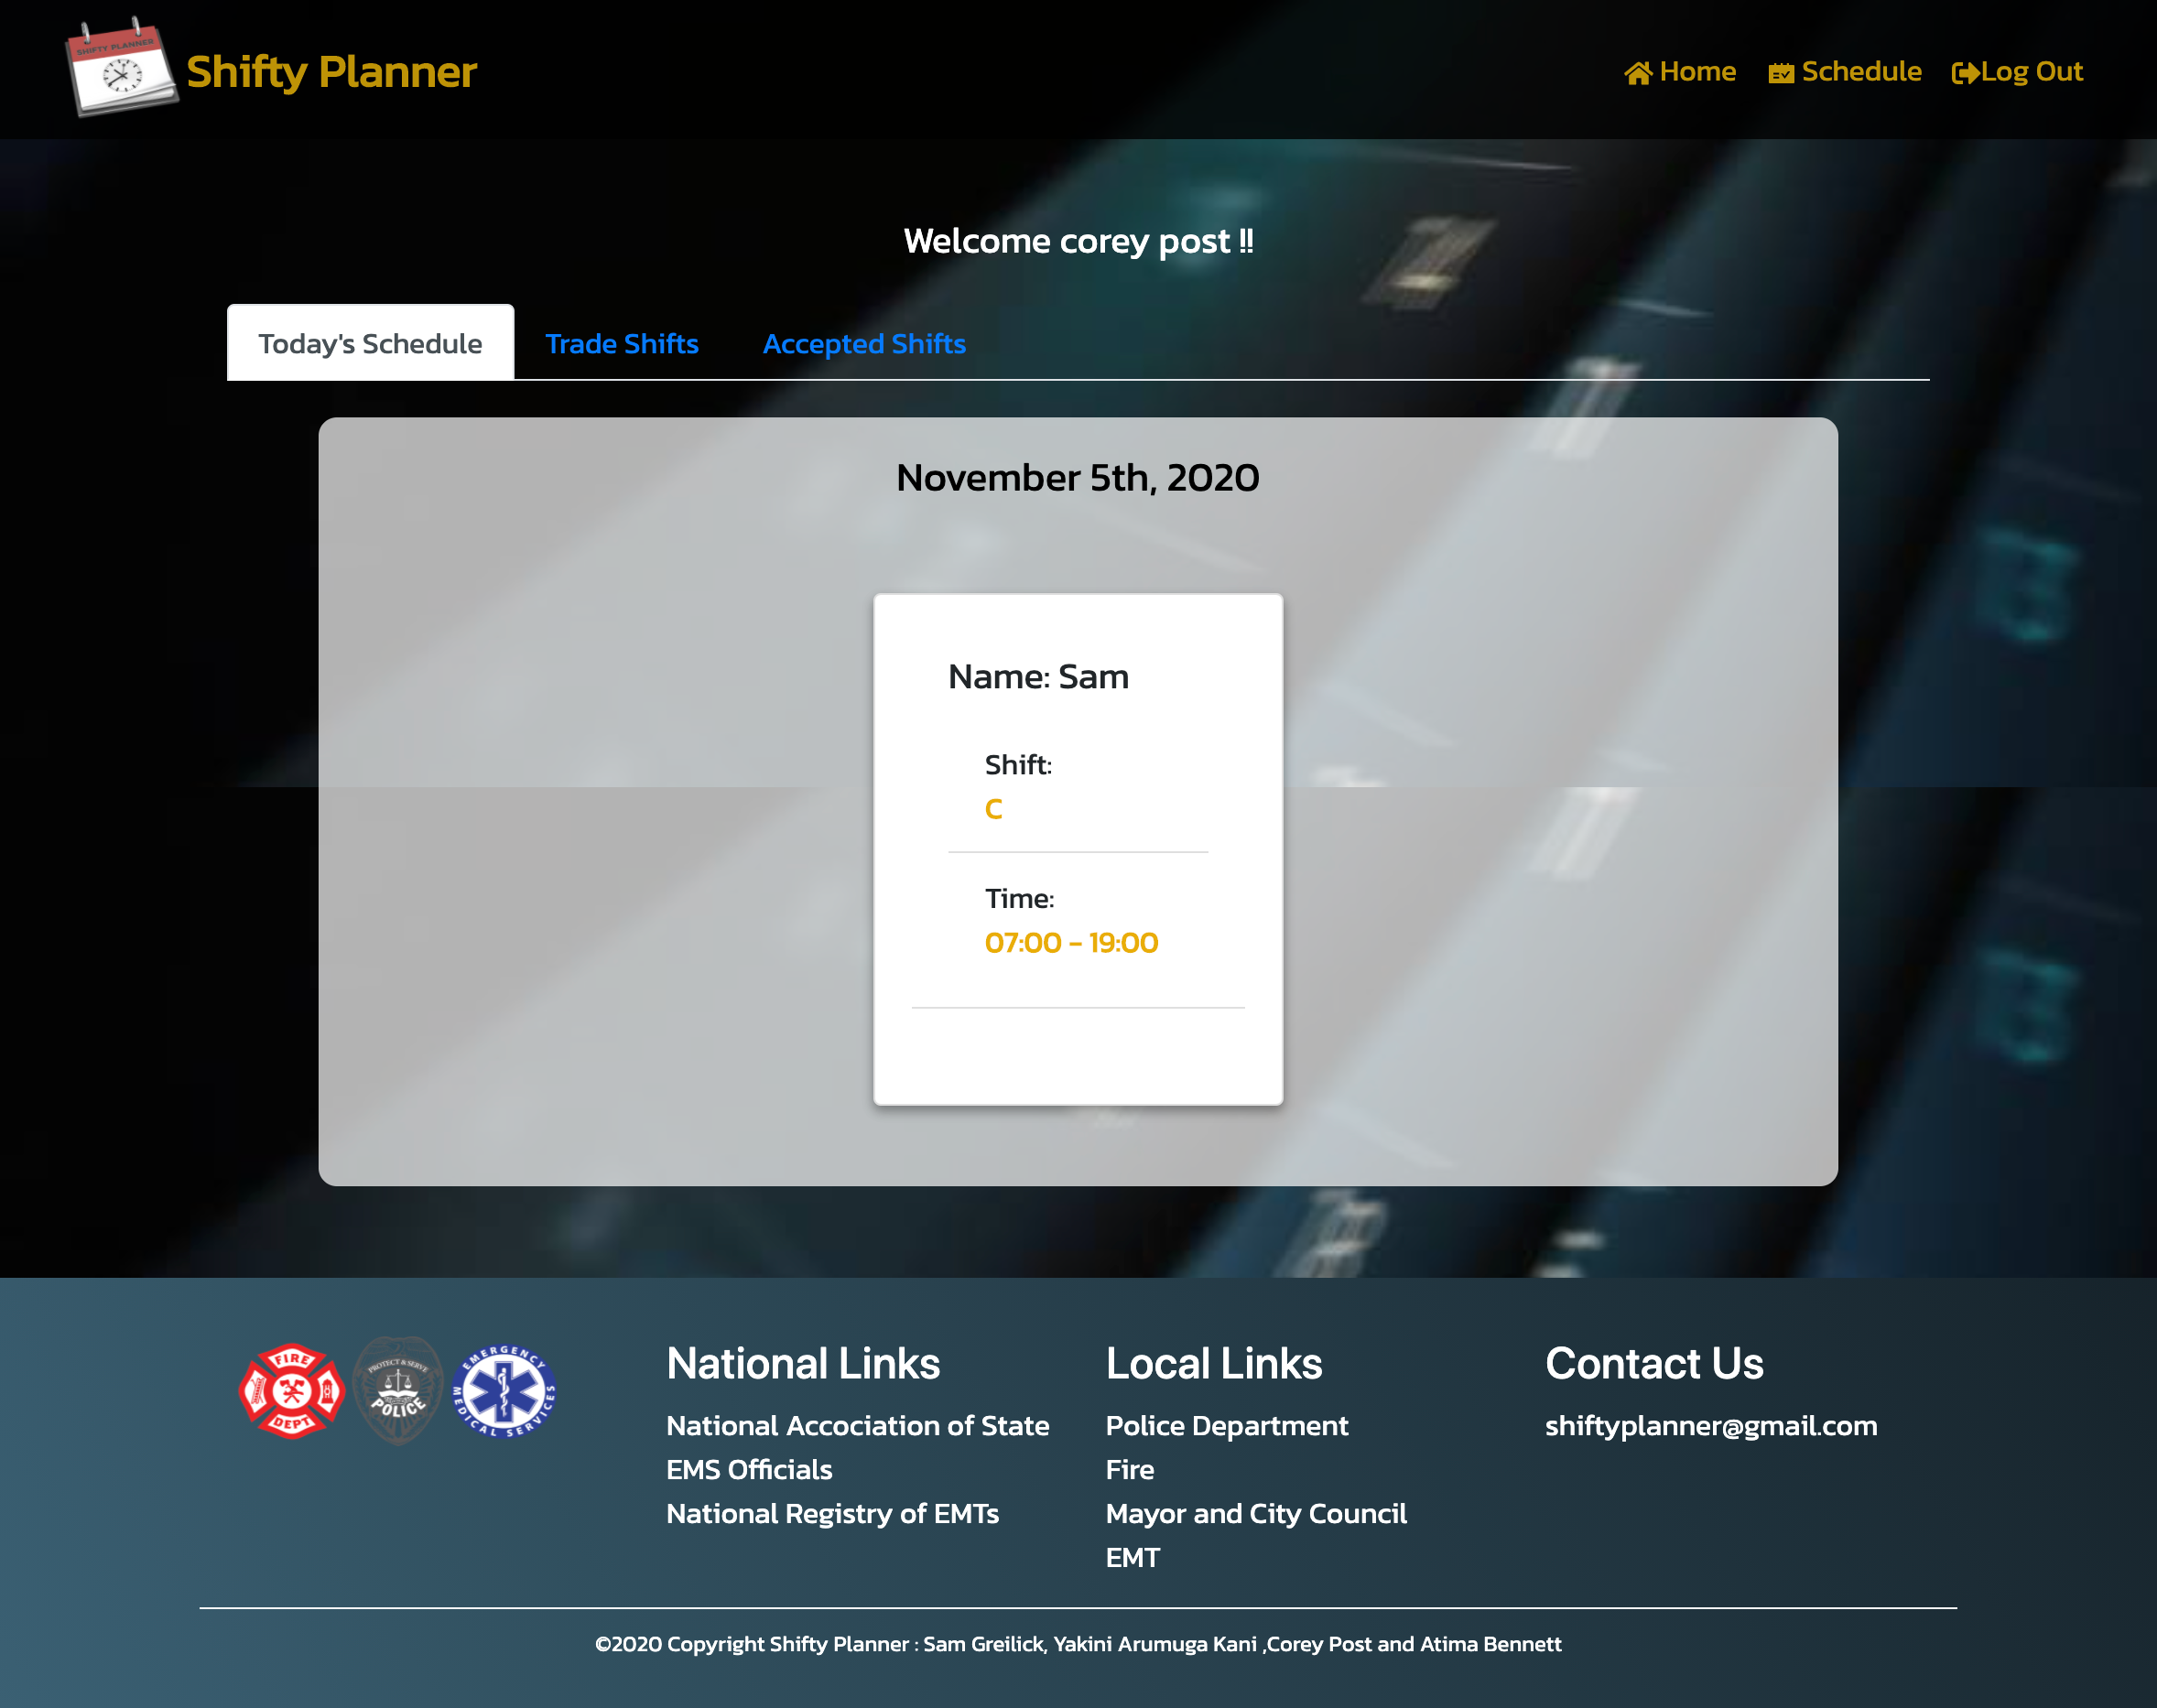 SHIFTY PLANNER
Shifty Planner
Home
Schedule
Log Out
Welcome corey post !!
Today's Schedule
Trade Shifts
Accepted Shifts
November 5th, 2020
Name: Sam
Shift:
C
Time:
07:00 - 19:00
FIRE
DEPT
PROTECT & SERVE
POLICE
EMERGENCY
MEDICAL SERVICES
National Links
National Accociation of State
EMS Officials
National Registry of EMTs
Local Links
Police Department
Fire
Mayor and City Council
EMT
Contact Us
shiftyplanner@gmail.com
©2020 Copyright Shifty Planner : Sam Greilick, Yakini Arumuga Kani ,Corey Post and Atima Bennett